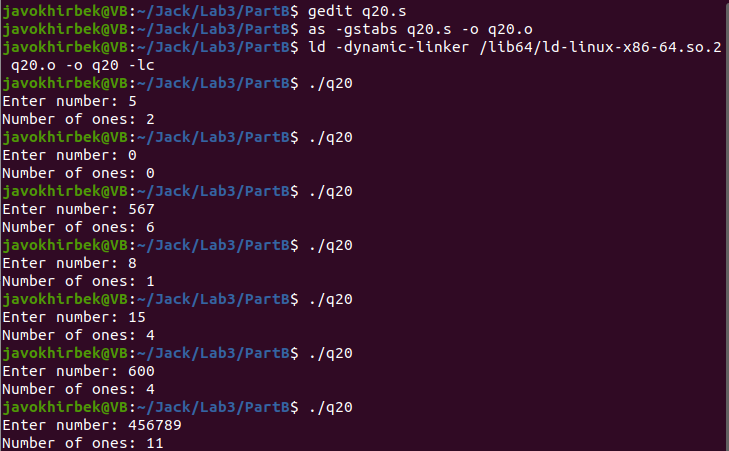 javokhirbek@VB:~/Jack/Lab3/PartB$ gedit q20.s
javokhirbek@VB:~/Jack/Lab3/PartB$ as -gstabs q20.s -o q20.o
javokhirbek@VB:~/Jack/Lab3/PartB$ ld -dynamic-linker /lib64/ld-linux-x86-64.so.2
 q20.o -o q20 -lc
javokhirbek@VB:~/Jack/Lab3/PartB$ ./q20
Enter number: 5
Number of ones: 2
javokhirbek@VB:~/Jack/Lab3/PartB$ ./q20
Enter number: 0
Number of ones: 0
javokhirbek@VB:~/Jack/Lab3/PartB$ ./q20
Enter number: 567
Number of ones: 6
javokhirbek@VB:~/Jack/Lab3/PartB$ ./q20
Enter number: 8
Number of ones: 1
javokhirbek@VB:~/Jack/Lab3/PartB$ ./q20
Enter number: 15
Number of ones: 4
javokhirbek@VB:~/Jack/Lab3/PartB$ ./q20
Enter number: 600
Number of ones: 4
javokhirbek@VB:~/Jack/Lab3/PartB$ ./q20
Enter number: 456789
Number of ones: 11